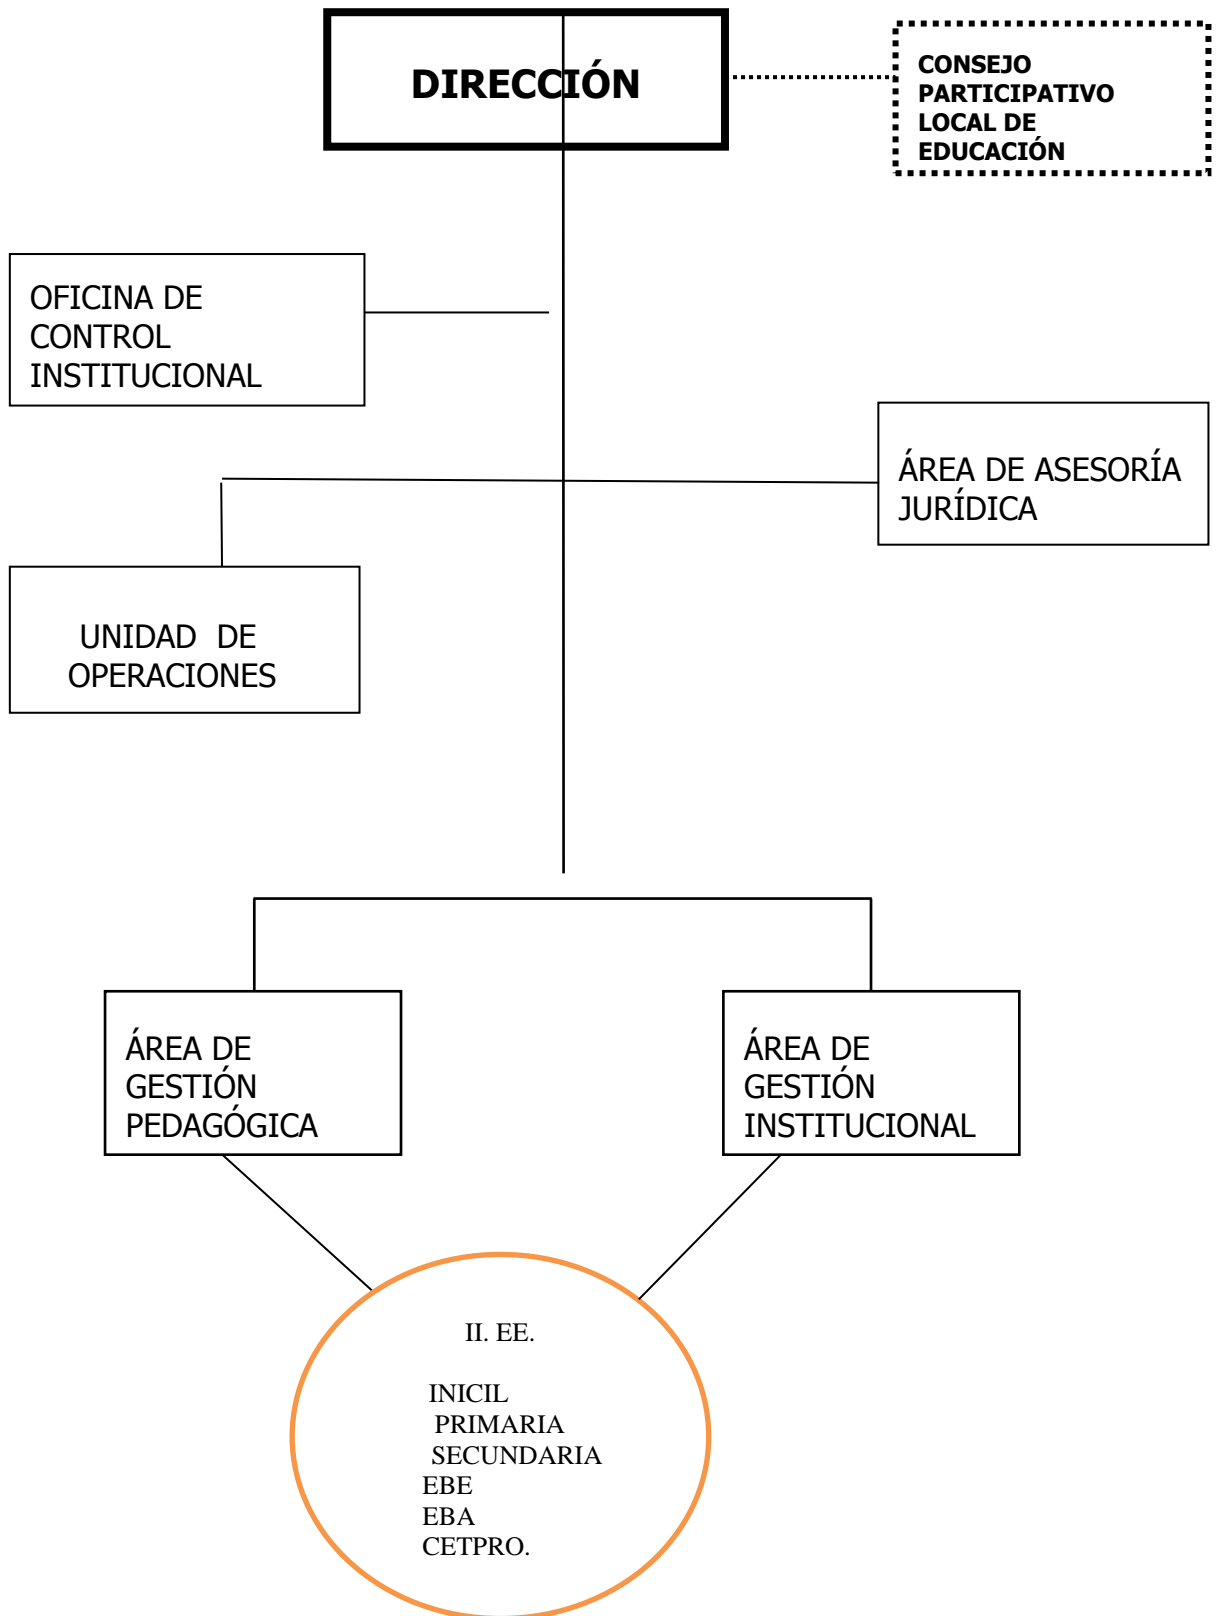 DIRECCIÓN
CONSEJO
PARTICIPATIVO
LOCAL DE
EDUCACIÓN
OFICINA DE
CONTROL
INSTITUCIONAL
ÁREA DE ASESORÍA
JURÍDICA
UNIDAD DE
OPERACIONES
ÁREA DE
GESTIÓN
PEDAGÓGICA
ÁREA DE
GESTIÓN
INSTITUCIONAL
II. EE.
INICIL
PRIMARIA
SECUNDARIA
EBE
EBA
CETPRO.